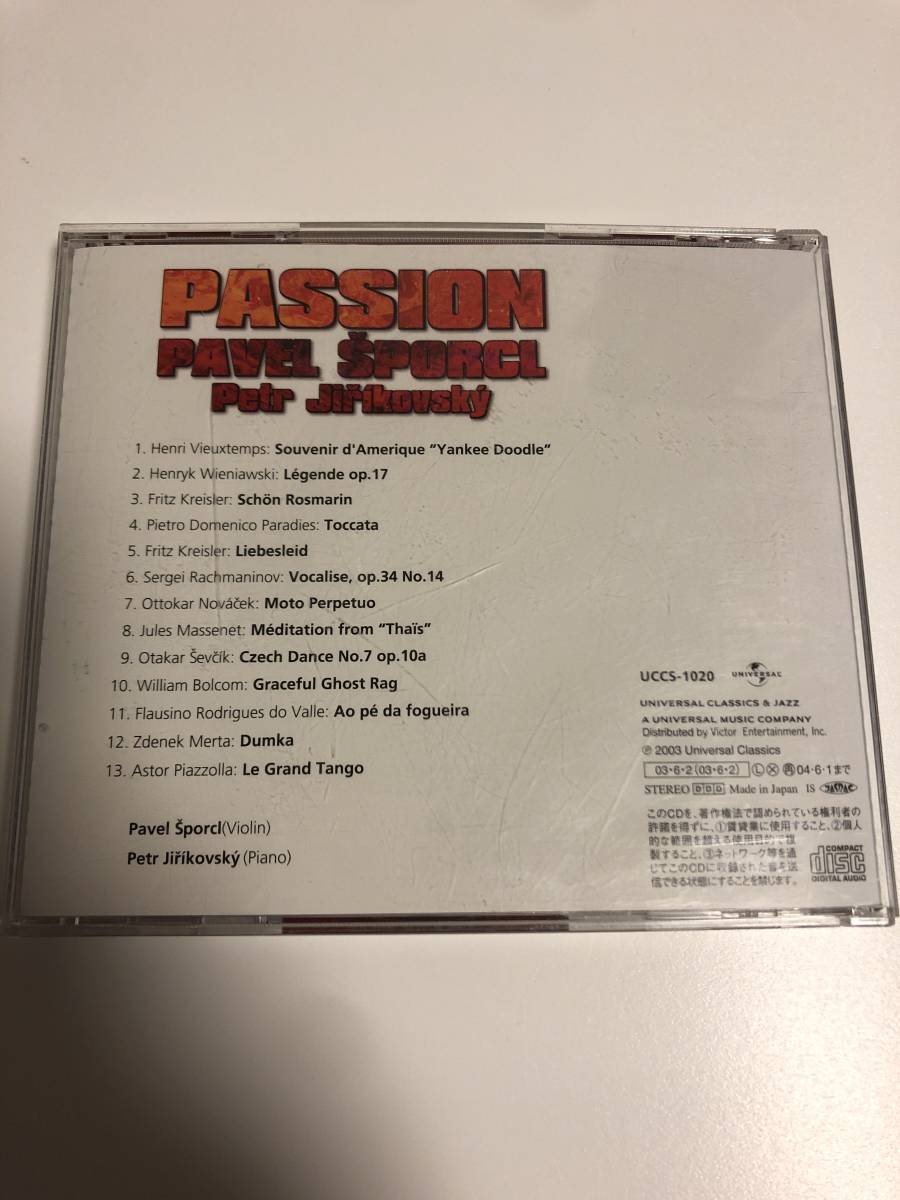 PASSION
PAVEL ŠPORCL
Petr Jiříkovský
1. Henri Vieuxtemps: Souvenir d'Amerique "Yankee Doodle"
2. Henryk Wieniawski: Légende op.17
3. Fritz Kreisler: Schön Rosmarin
4. Pietro Domenico Paradies: Toccata
5. Fritz Kreisler: Liebesleid
6. Sergei Rachmaninov: Vocalise, op.34 No.14
7. Ottokar Nováček: Moto Perpetuo
8. Jules Massenet: Méditation from "Thaïs"
9. Otakar Ševčík: Czech Dance No.7 op.10a
10. William Bolcom: Graceful Ghost Rag
11. Flausino Rodrigues do Valle: Ao pé da fogueira
12. Zdenek Merta: Dumka
13. Astor Piazzolla: Le Grand Tango
Pavel Šporcl(Violin)
Petr Jiříkovský (Piano)
UCCS-1020 UNIVERSAL
UNIVERSAL CLASSICS & JAZZ
A UNIVERSAL MUSIC COMPANY
Distributed by Victor Entertainment, Inc.
℗ 2003 Universal Classics
03・6・2(03・6・2) Ⓛ Ⓧ 再 04・6・1まで
STEREO DDD Made in Japan IS JASRAC
このCDを、著作権法で認められている権利者の
許諾を得ずに、①賃貸業に使用すること、②個人
的な範囲を超える使用目的で複
製すること、③ネットワーク等を通
じてこのCDに収録された音を送
信できる状態にすることを禁じます。
COMPACT
disc
DIGITAL AUDIO